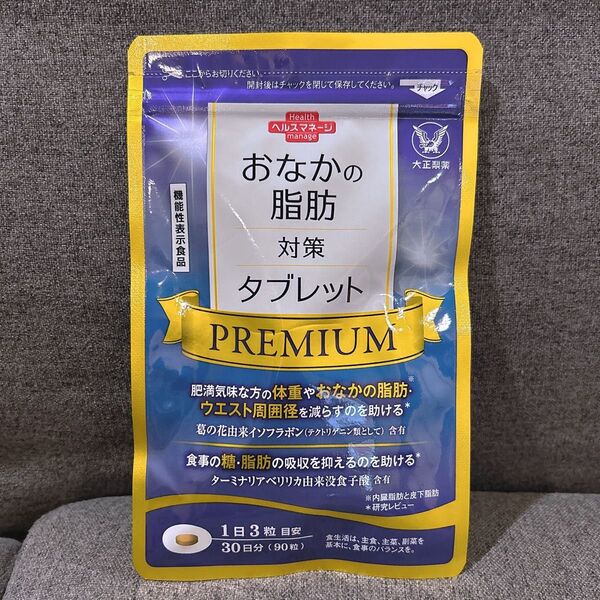 ここからお切りください。
開封後はチャックを閉じて保存してください。
チャック
Health
ヘルスマネージ
manage
大正製薬
機能性表示食品
おなかの
脂肪
対策
タブレット
PREMIUM
肥満気味な方の体重やおなかの脂肪※・
ウエスト周囲径を減らすのを助ける*
葛の花由来イソフラボン(テクトリゲニン類として)含有
食事の糖・脂肪の吸収を抑えるのを助ける*
ターミナリアベリリカ由来没食子酸 含有
※内臓脂肪と皮下脂肪
*研究レビュー
1日3粒 目安
30日分(90粒)
食生活は、主食、主菜、副菜を
基本に、食事のバランスを。